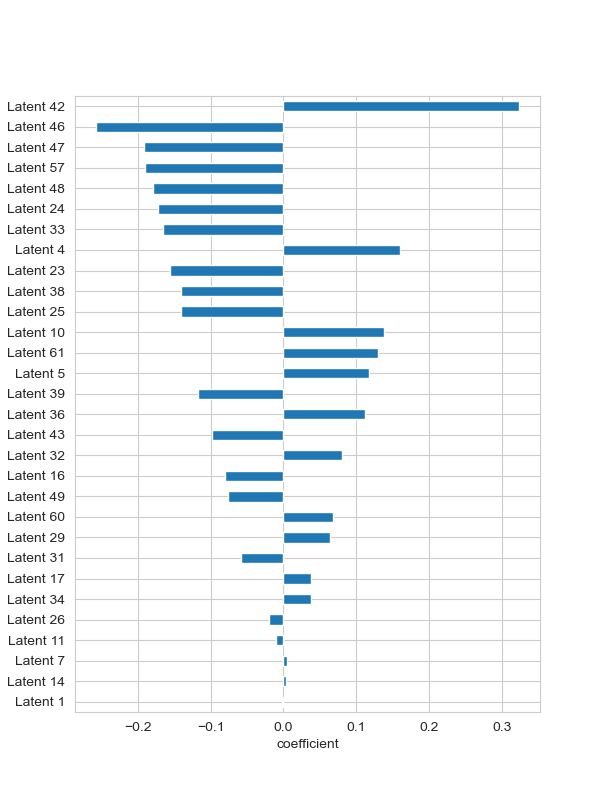 Latent 42
Latent 46
Latent 47
Latent 57
Latent 48
Latent 24
Latent 33
Latent 4
Latent 23
Latent 38
Latent 25
Latent 10
Latent 61
Latent 5
Latent 39
Latent 36
Latent 43
Latent 32
Latent 16
Latent 49
Latent 60
Latent 29
Latent 31
Latent 17
Latent 34
Latent 26
Latent 11
Latent 7
Latent 14
Latent 1
−0.2 −0.1 0.0 0.1 0.2 0.3
coefficient